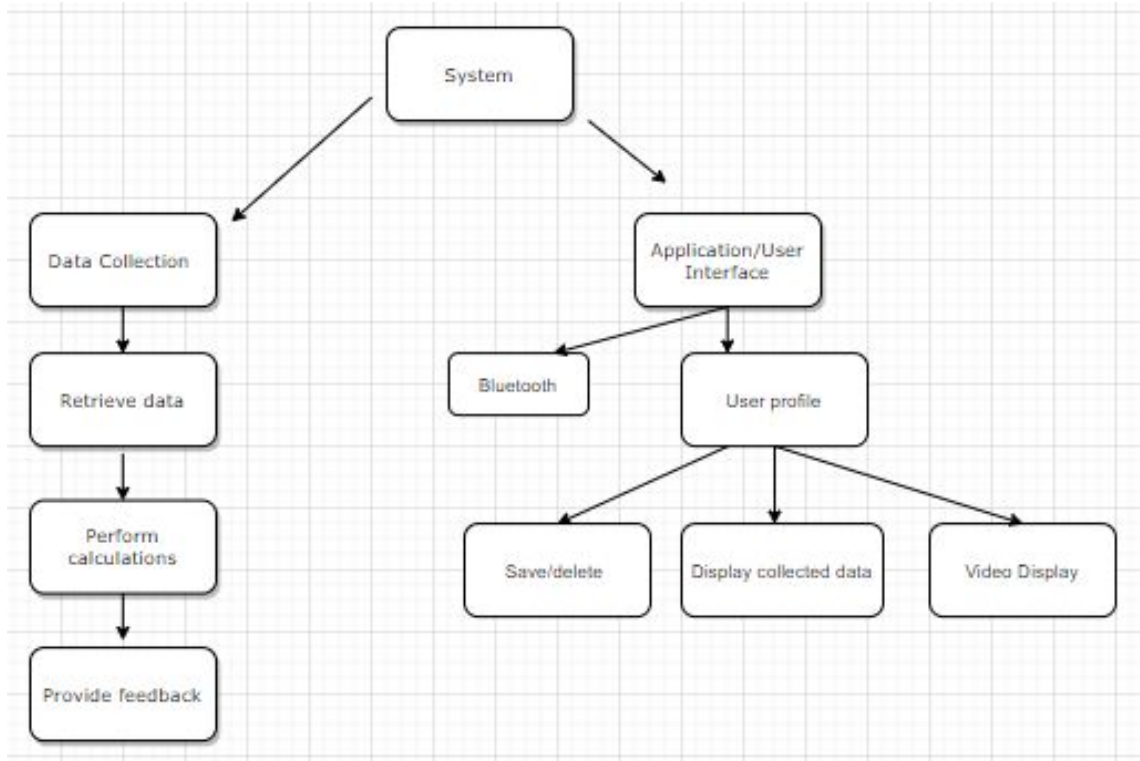 System
Data Collection
Application/User
Interface
Retrieve data
Bluetooth
User profile
Perform
calculations
Save/delete
Display collected data
Video Display
Provide feedback